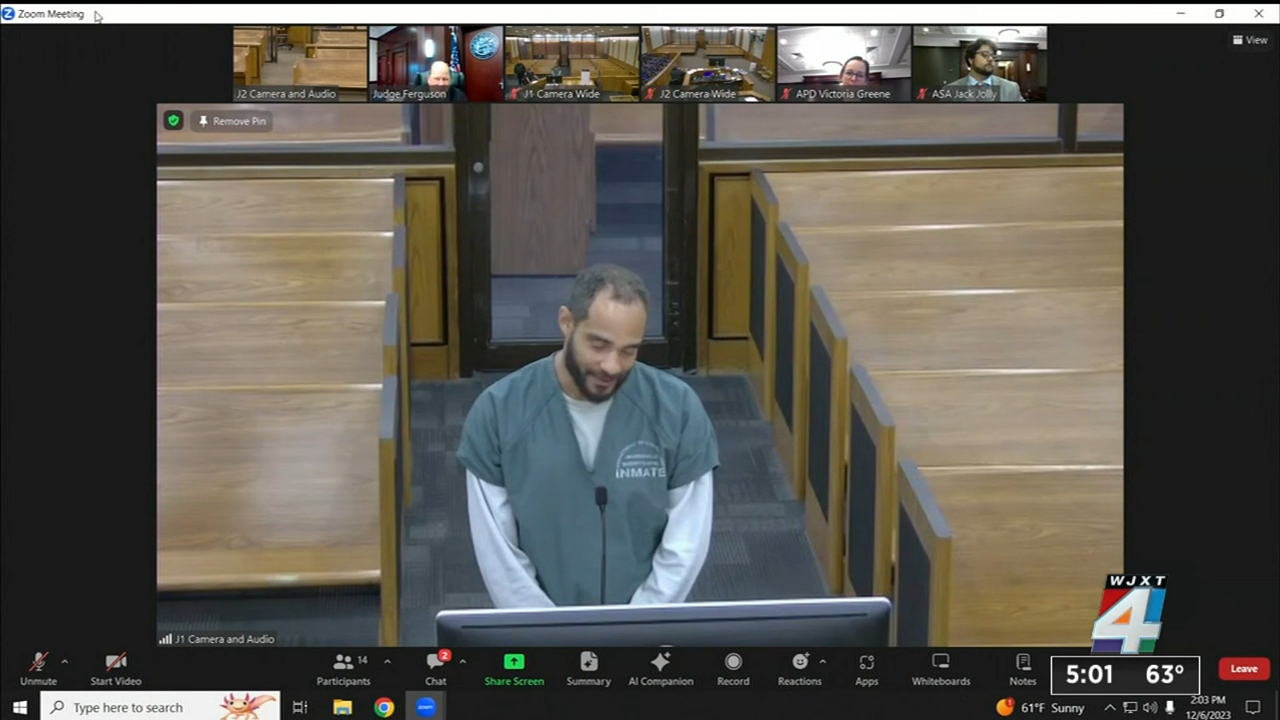 Zoom Meeting
View
J2 Camera and Audio
Judge Ferguson
J1 Camera Wide
J2 Camera Wide
APD Victoria Greene
ASA Jack Jolly
Remove Pin
INMATE
J1 Camera and Audio
WJXT
4
Unmute
Start Video
14
Participants
2
Chat
Share Screen
Summary
AI Companion
Record
Reactions
Apps
Whiteboards
Notes
5:01 63°
Leave
Type here to search
zoom
1
61°F Sunny
2:03 PM
12/6/2023